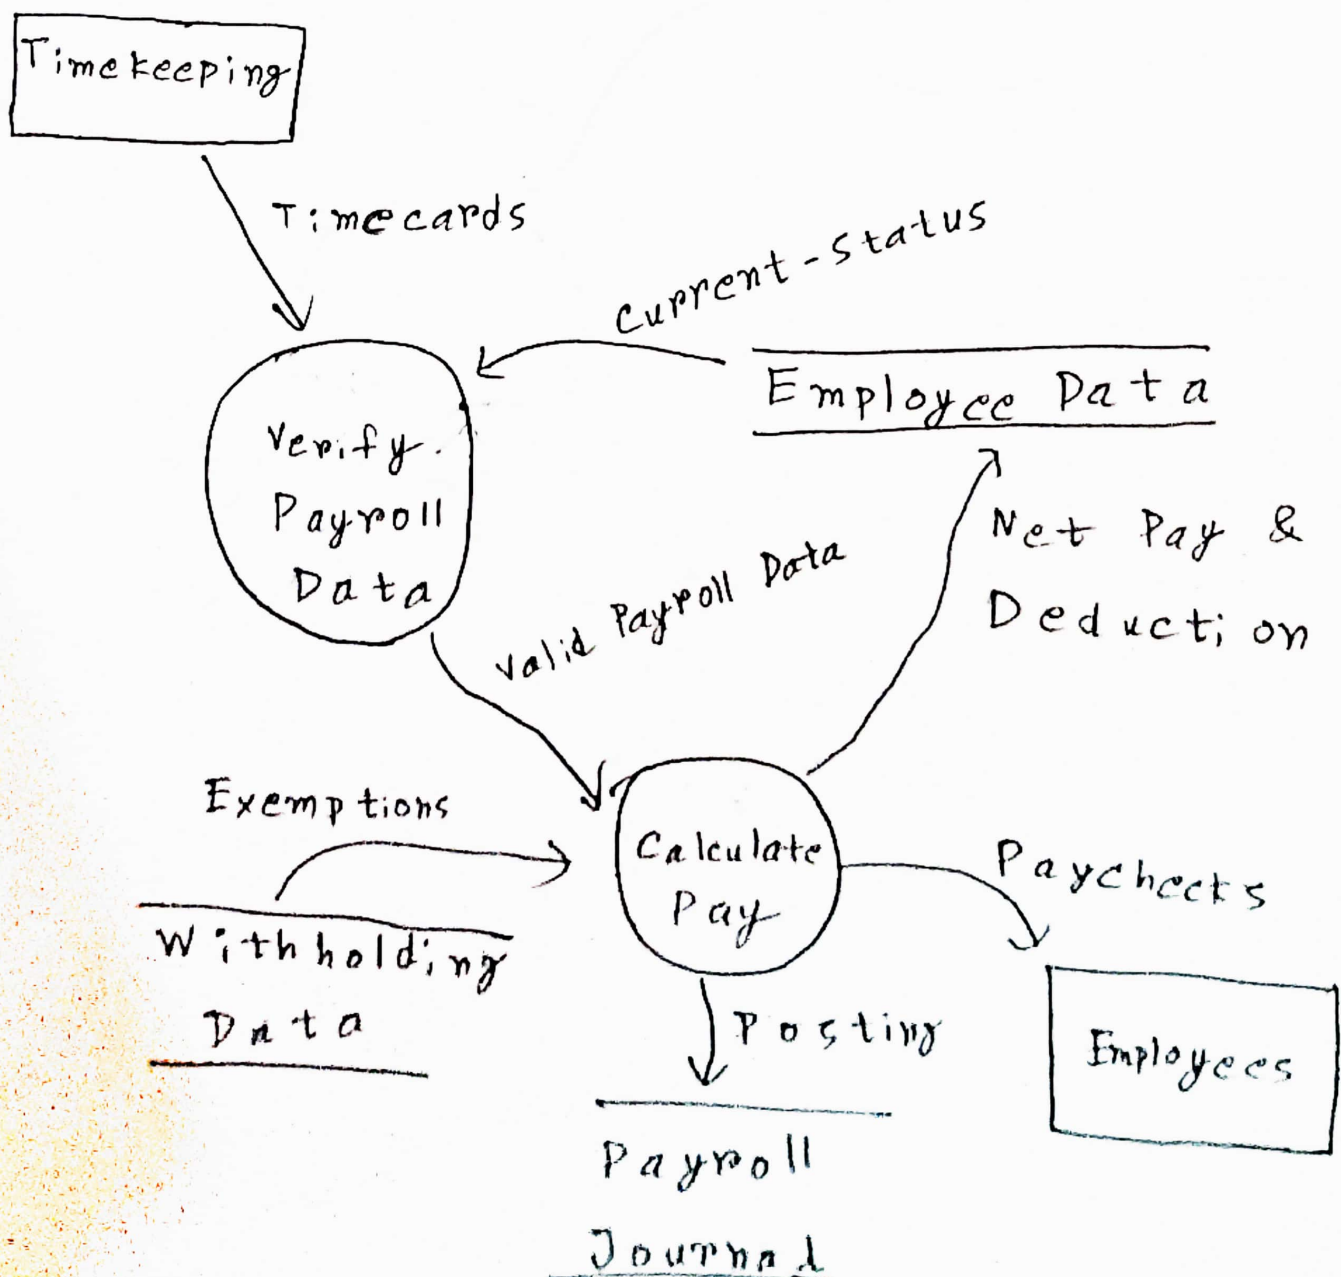 Timekeeping
Timecards
Current-Status
Employee Data
Verify
Payroll
Data
Net Pay &
Deduction
Valid Payroll Data
Exemptions
Calculate
Pay
Paychecks
Withholding
Data
Posting
Employees
Payroll
Journal